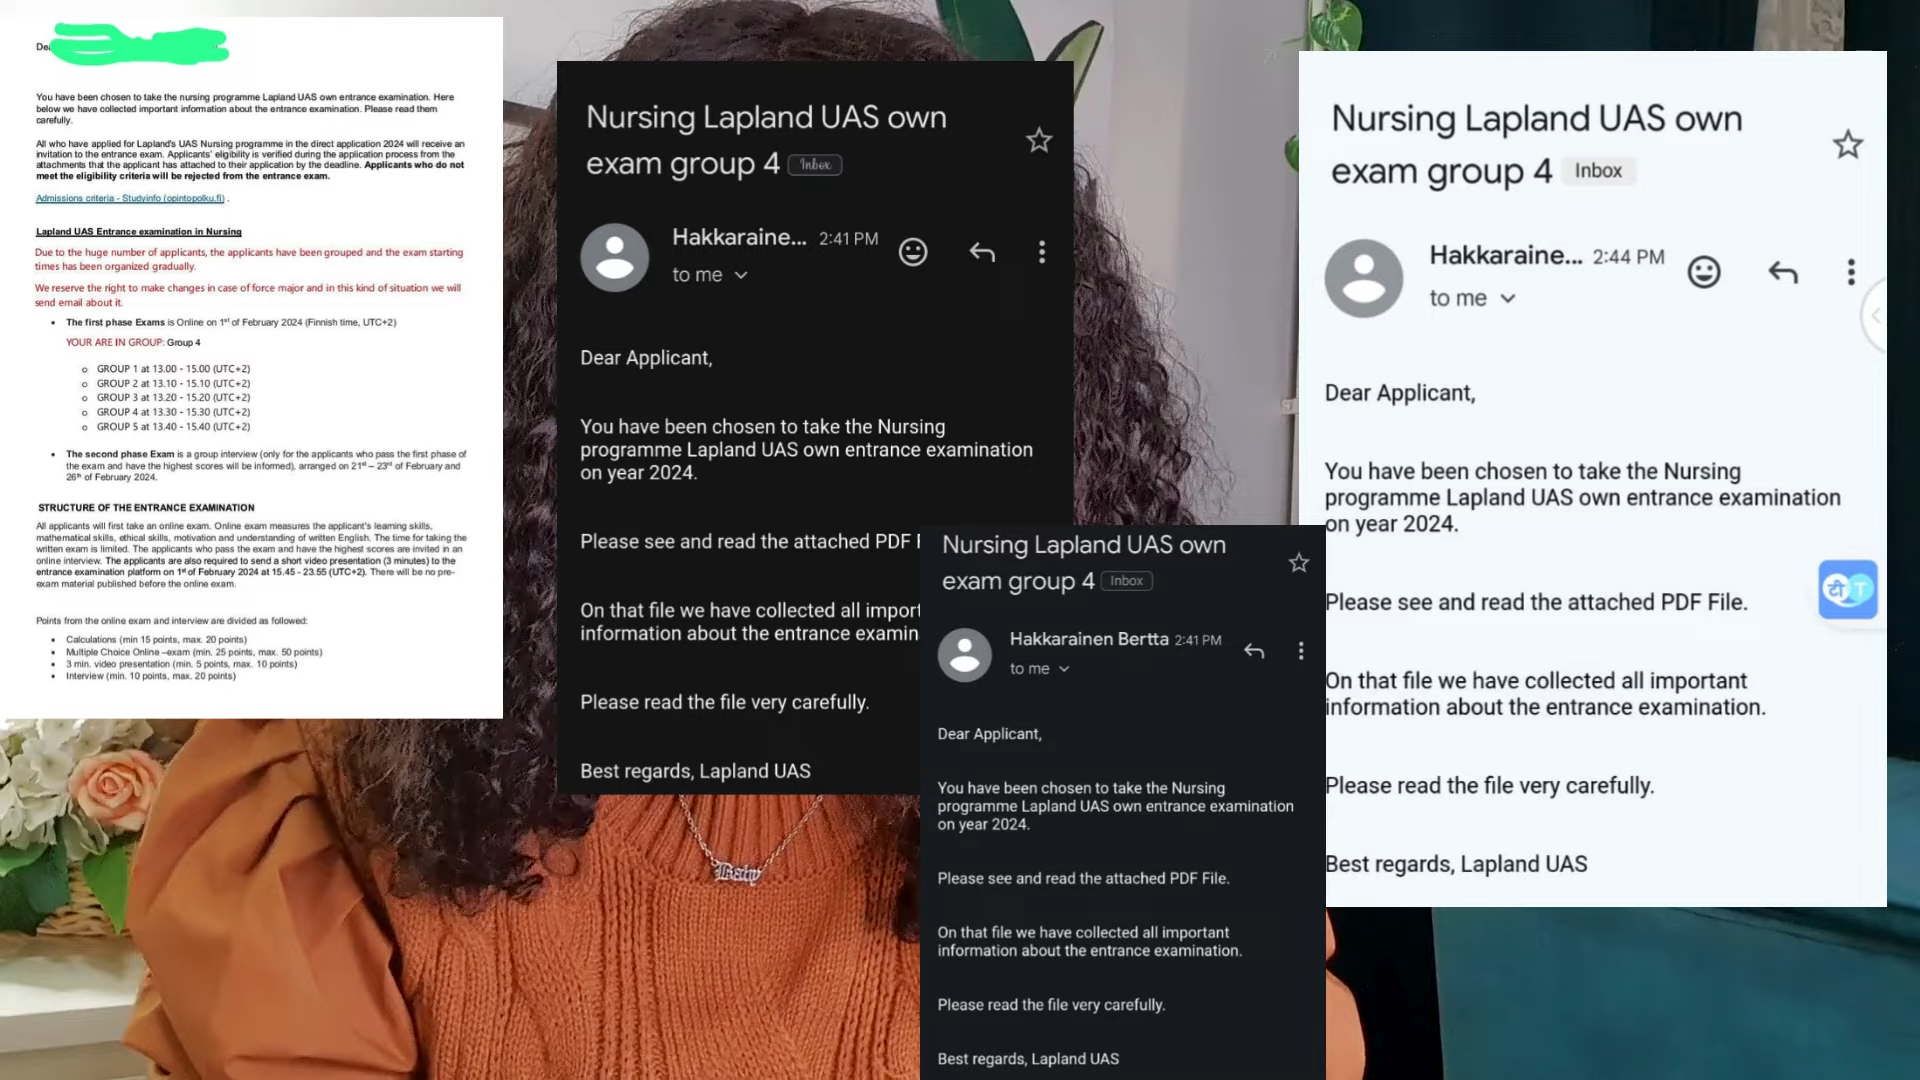 Dea
You have been chosen to take the nursing programme Lapland UAS own entrance examination. Here
below we have collected important information about the entrance examination. Please read them
carefully.
All who have applied for Lapland's UAS Nursing programme in the direct application 2024 will receive an
invitation to the entrance exam. Applicants' eligibility is verified during the application process from the
attachments that the applicant has attached to their application by the deadline. Applicants who do not
meet the eligibility criteria will be rejected from the entrance exam.
Admissions criteria - Studyinfo (opintopolku.fi) .
Lapland UAS Entrance examination in Nursing
Due to the huge number of applicants, the applicants have been grouped and the exam starting
times has been organized gradually.
We reserve the right to make changes in case of force major and in this kind of situation we will
send email about it.
• The first phase Exams is Online on 1st of February 2024 (Finnish time, UTC+2)
YOUR ARE IN GROUP: Group 4
o GROUP 1 at 13.00 - 15.00 (UTC+2)
o GROUP 2 at 13.10 - 15.10 (UTC+2)
o GROUP 3 at 13.20 - 15.20 (UTC+2)
o GROUP 4 at 13.30 - 15.30 (UTC+2)
o GROUP 5 at 13.40 - 15.40 (UTC+2)
• The second phase Exam is a group interview (only for the applicants who pass the first phase of
the exam and have the highest scores will be informed), arranged on 21st – 23rd of February and
26th of February 2024.
STRUCTURE OF THE ENTRANCE EXAMINATION
All applicants will first take an online exam. Online exam measures the applicant's learning skills,
mathematical skills, ethical skills, motivation and understanding of written English. The time for taking the
written exam is limited. The applicants who pass the exam and have the highest scores are invited in an
online interview. The applicants are also required to send a short video presentation (3 minutes) to the
entrance examination platform on 1st of February 2024 at 15.45 - 23.55 (UTC+2). There will be no pre-
exam material published before the online exam.
Points from the online exam and interview are divided as followed:
• Calculations (min 15 points, max. 20 points)
• Multiple Choice Online –exam (min. 25 points, max. 50 points)
• 3 min. video presentation (min. 5 points, max. 10 points)
• Interview (min. 10 points, max. 20 points)
Nursing Lapland UAS own
exam group 4 Inbox
Hakkaraine... 2:41 PM
to me
Dear Applicant,
You have been chosen to take the Nursing
programme Lapland UAS own entrance examination
on year 2024.
Please see and read the attached PDF F
On that file we have collected all impor
information about the entrance examin
Please read the file very carefully.
Best regards, Lapland UAS
Nursing Lapland UAS own
exam group 4 Inbox
Hakkarainen Bertta 2:41 PM
to me
Dear Applicant,
You have been chosen to take the Nursing
programme Lapland UAS own entrance examination
on year 2024.
Please see and read the attached PDF File.
On that file we have collected all important
information about the entrance examination.
Please read the file very carefully.
Best regards, Lapland UAS
Nursing Lapland UAS own
exam group 4 Inbox
Hakkaraine... 2:44 PM
to me
Dear Applicant,
You have been chosen to take the Nursing
programme Lapland UAS own entrance examination
on year 2024.
Please see and read the attached PDF File.
On that file we have collected all important
information about the entrance examination.
Please read the file very carefully.
Best regards, Lapland UAS
टी T
Baby